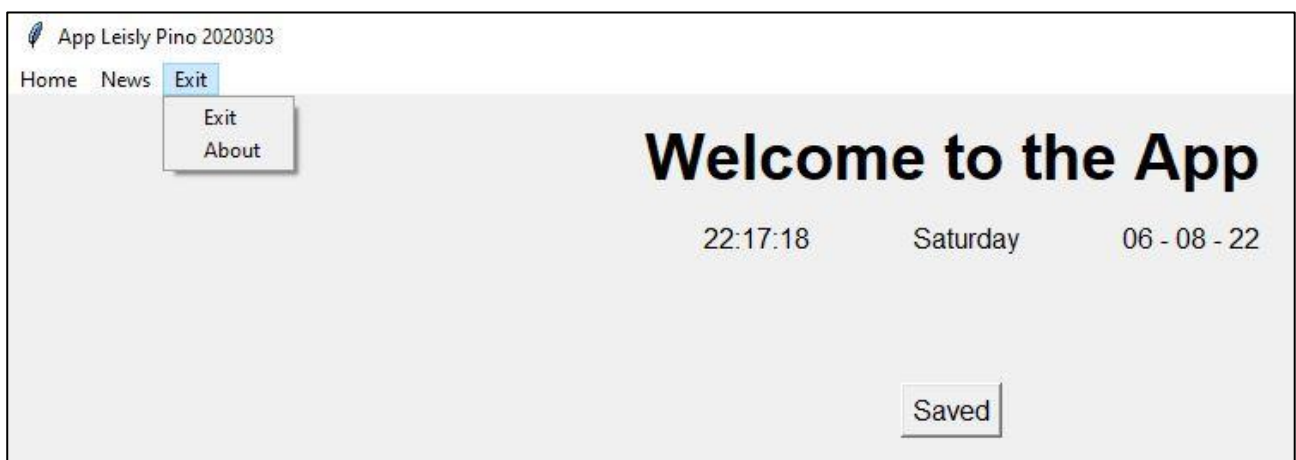 App Leisly Pino 2020303
Home News Exit
Exit
About
Welcome to the App
22:17:18 Saturday 06 - 08 - 22
Saved